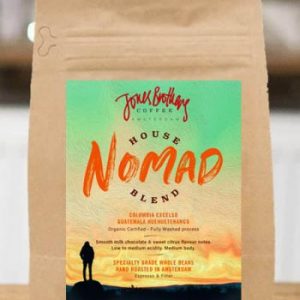 Jones Brothers
COFFEE
AMSTERDAM
HOUSE
NOMAD
BLEND
COLOMBIA EXCELSO
GUATEMALA HUEHUETENANGO
Organic Certified - Fully Washed process
Smooth milk chocolate & sweet citrus flavour notes.
Low to medium acidity. Medium body.
SPECIALTY GRADE WHOLE BEANS
HAND ROASTED IN AMSTERDAM
Espresso & Filter